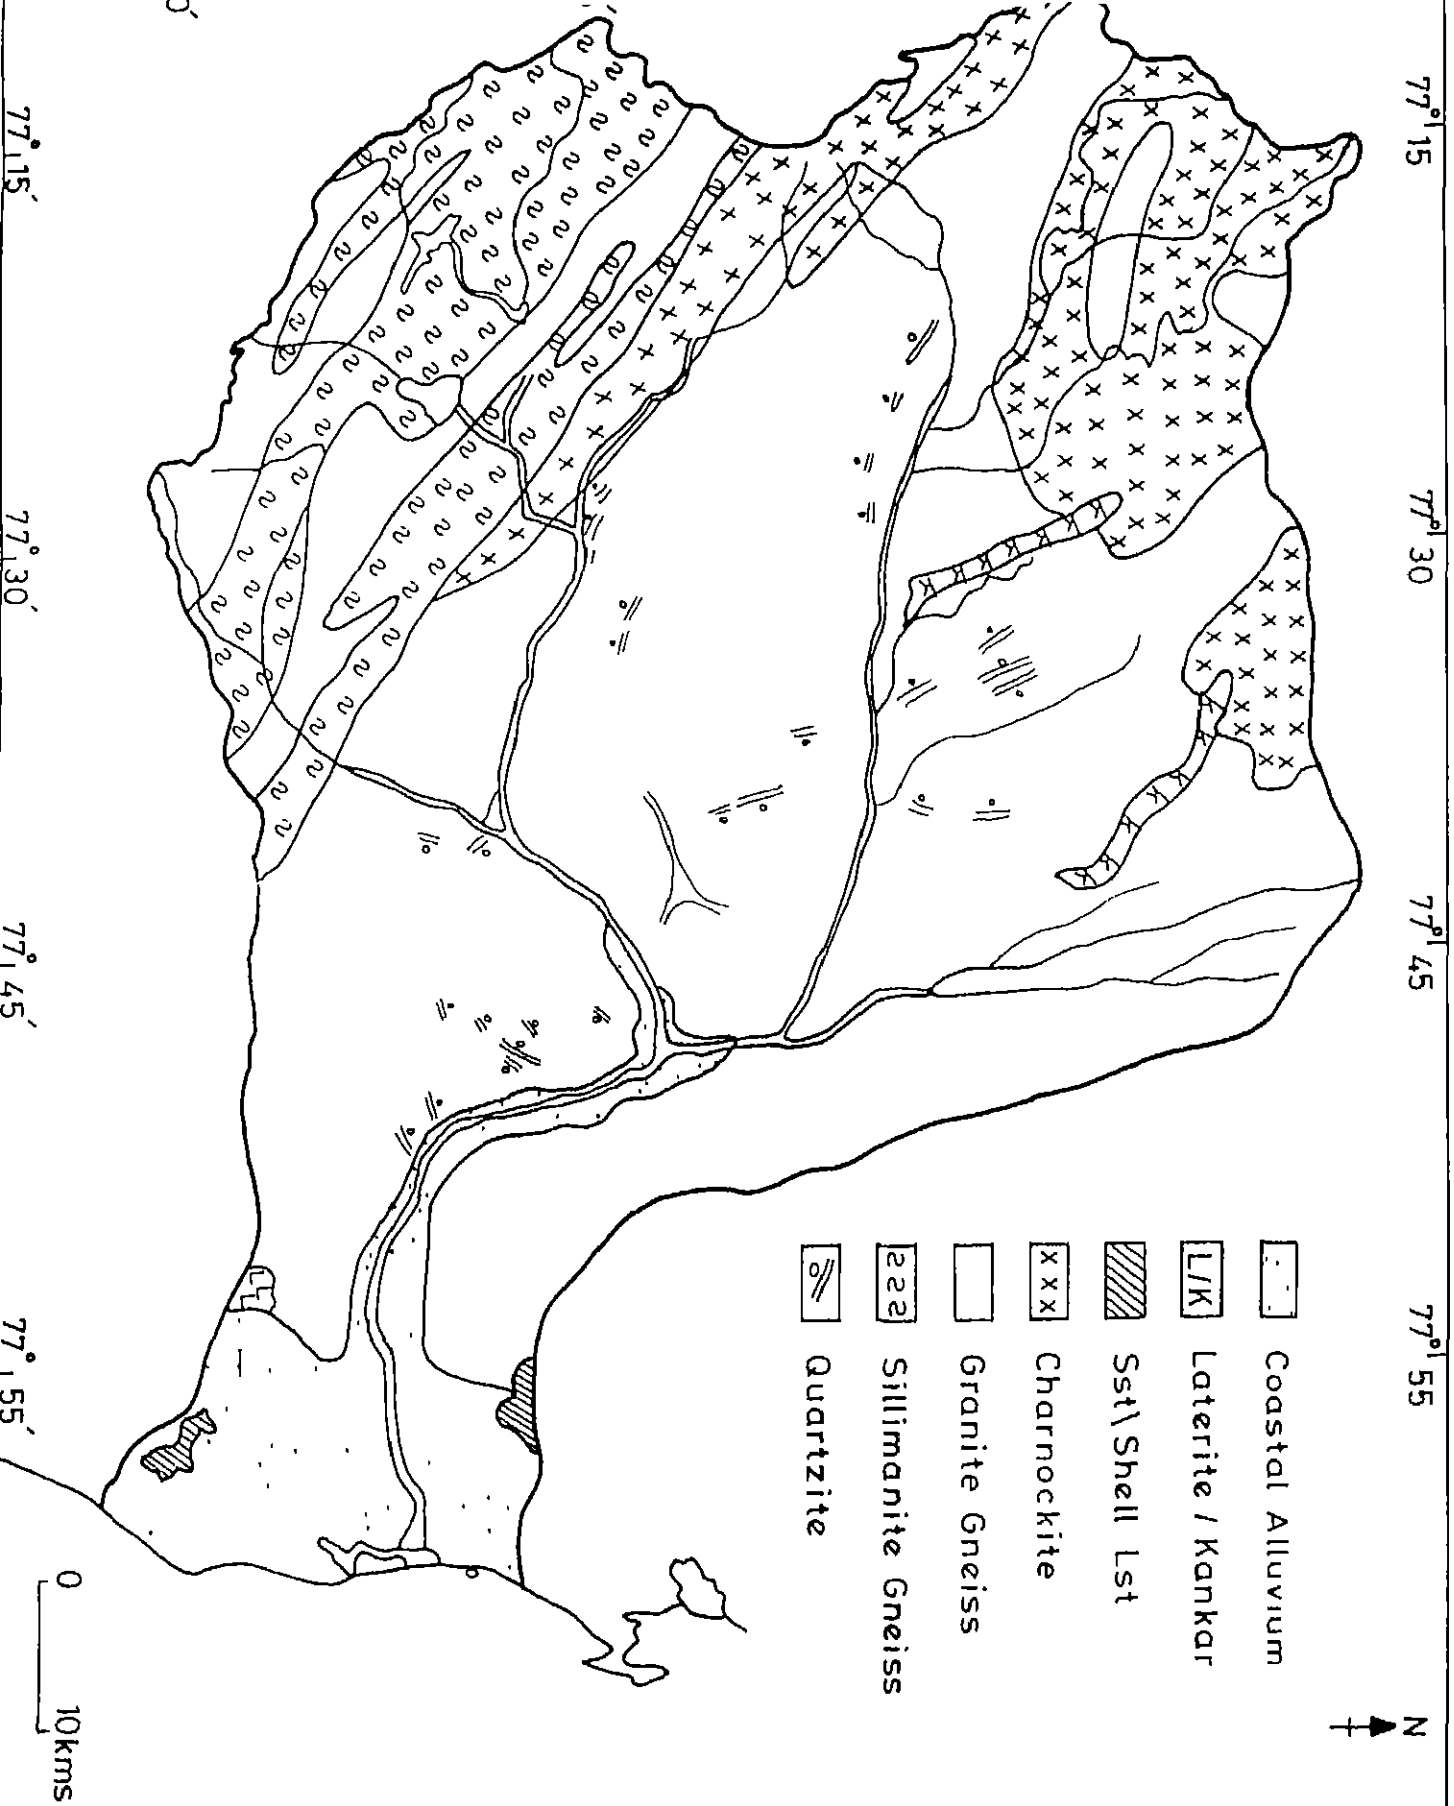 77° 15
77° 30
77° 45
77° 55
N
Coastal Alluvium
L/K Laterite / Kankar
Sst\Shell Lst
xxx Charnockite
Granite Gneiss
Sillimanite Gneiss
Quartzite
77° 15′
77° 30′
77° 45′
77° 55′
0 10kms